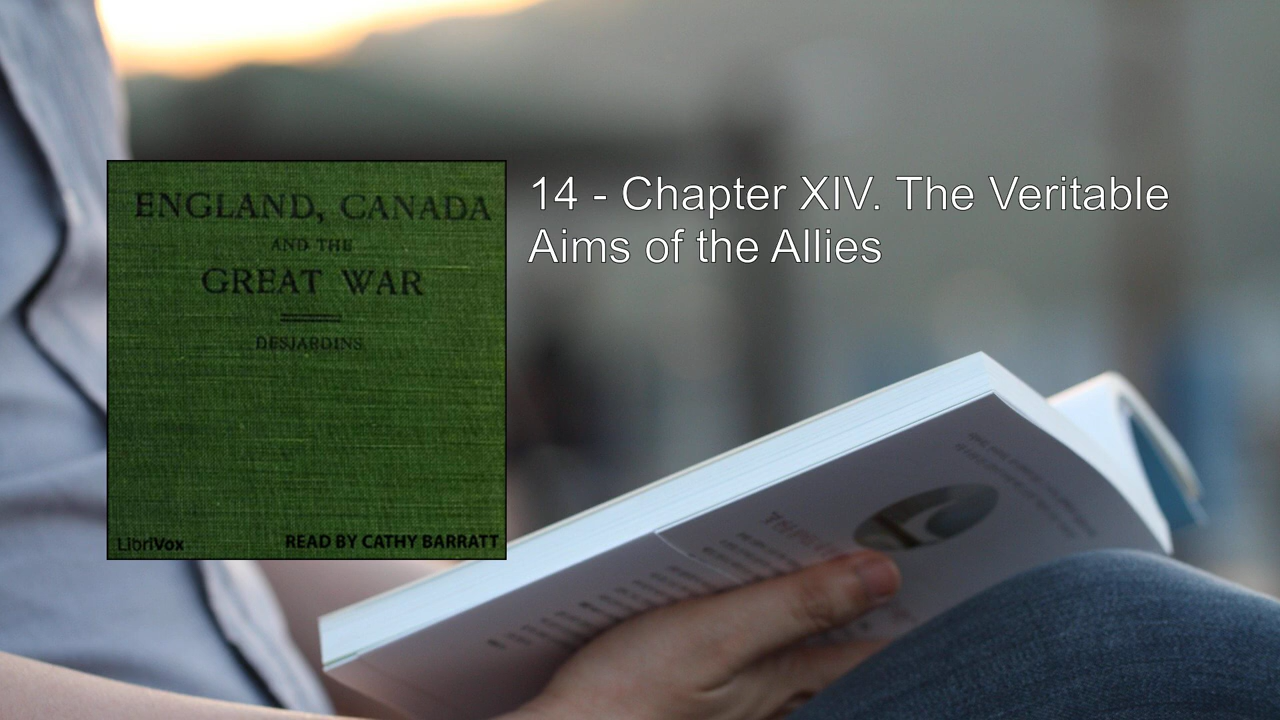 ENGLAND, CANADA
AND THE
GREAT WAR
DESJARDINS
LibriVox
READ BY CATHY BARRATT
14 - Chapter XIV. The Veritable
Aims of the Allies